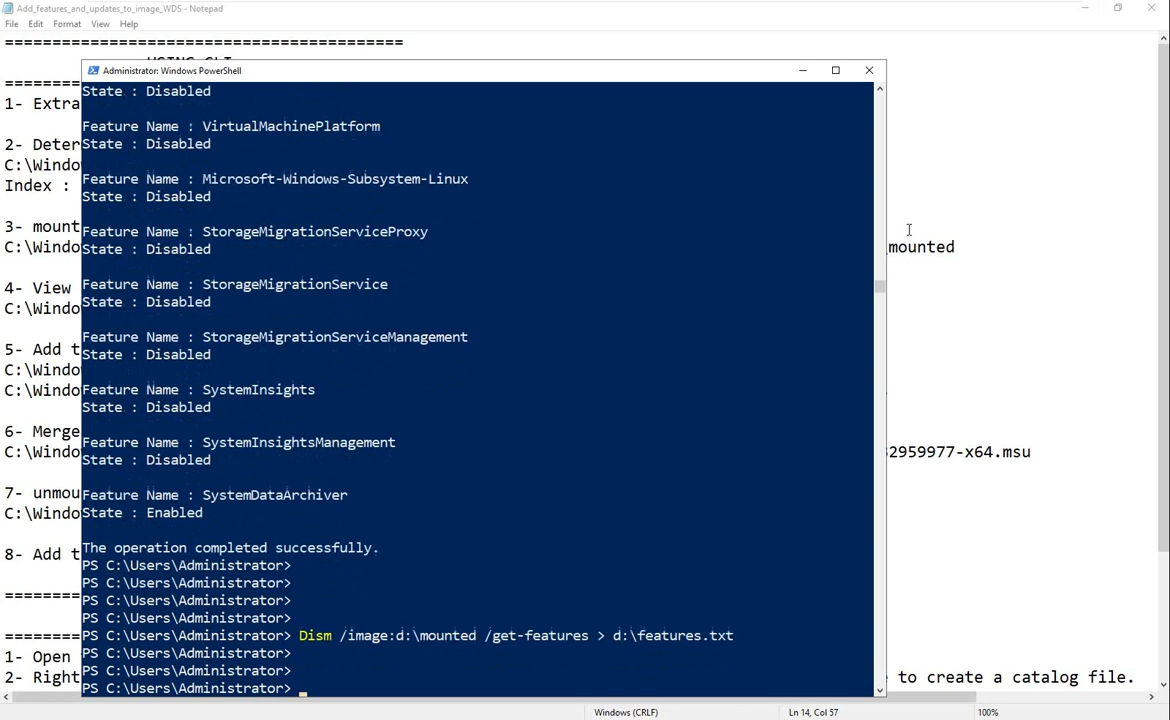 Add_features_and_updates_to_image_WDS - Notepad
File Edit Format View Help
========================================
Administrator: Windows PowerShell
State : Disabled
Feature Name : VirtualMachinePlatform
State : Disabled
Feature Name : Microsoft-Windows-Subsystem-Linux
State : Disabled
Feature Name : StorageMigrationServiceProxy
State : Disabled
Feature Name : StorageMigrationService
State : Disabled
Feature Name : StorageMigrationServiceManagement
State : Disabled
Feature Name : SystemInsights
State : Disabled
Feature Name : SystemInsightsManagement
State : Disabled
Feature Name : SystemDataArchiver
State : Enabled
The operation completed successfully.
PS C:\Users\Administrator>
PS C:\Users\Administrator>
PS C:\Users\Administrator>
PS C:\Users\Administrator>
PS C:\Users\Administrator> Dism /image:d:\mounted /get-features > d:\features.txt
PS C:\Users\Administrator>
PS C:\Users\Administrator>
PS C:\Users\Administrator>
========
1- Extra
2- Deter
C:\Windo
Index :
3- mount
C:\Windo _mounted
4- View
C:\Windo
5- Add t
C:\Windo
C:\Windo
6- Merge
C:\Windo 2959977-x64.msu
7- unmou
C:\Windo
8- Add t
========
========
1- Open
2- Right e to create a catalog file.
Windows (CRLF) Ln 14, Col 57 100%